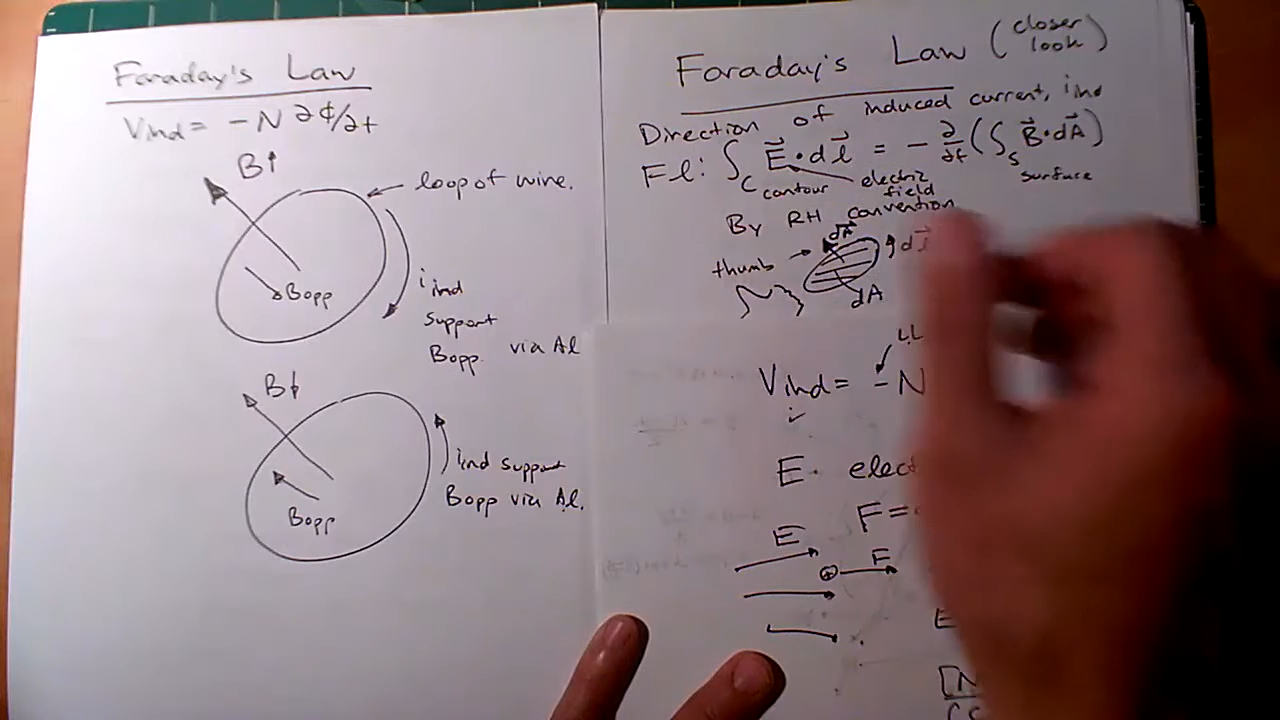 Faraday's Law
Vind = -N ∂¢/∂t
B↑
loop of wire.
Bopp
iind
support
Bopp. via Al
B↓
iind support
Bopp via Al.
Bopp
Faraday's Law (closer look)
Direction of induced current, iind
Fl: ∫C E⃗·dl⃗ = - ∂/∂t (∫S B⃗·dA⃗)
contour
electric
field
surface
By RH convention
dA⃗
thumb
dA
Vind = -N
E. elect
F=
E
F
E